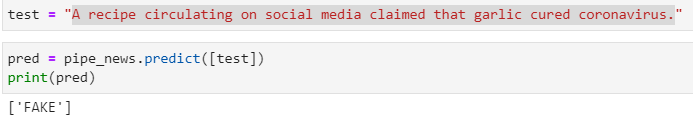 test = "A recipe circulating on social media claimed that garlic cured coronavirus."
pred = pipe_news.predict([test])
print(pred)
['FAKE']